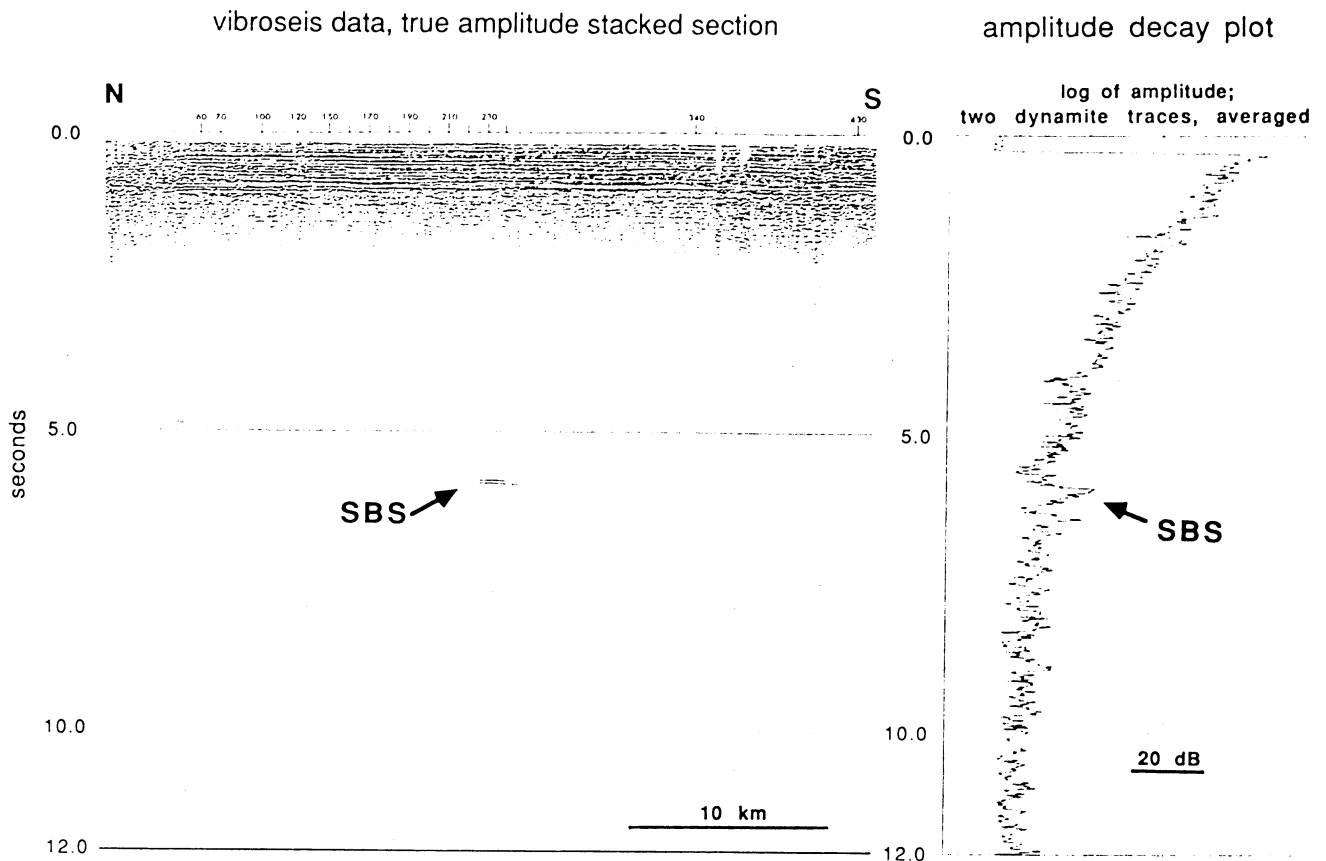 vibroseis data, true amplitude stacked section
N
S
60 70 100 120 150 170 190 210 230 340 430
0.0
seconds
5.0
SBS
10.0
10 km
12.0
amplitude decay plot
log of amplitude;
two dynamite traces, averaged
0.0
5.0
SBS
10.0
20 dB
12.0